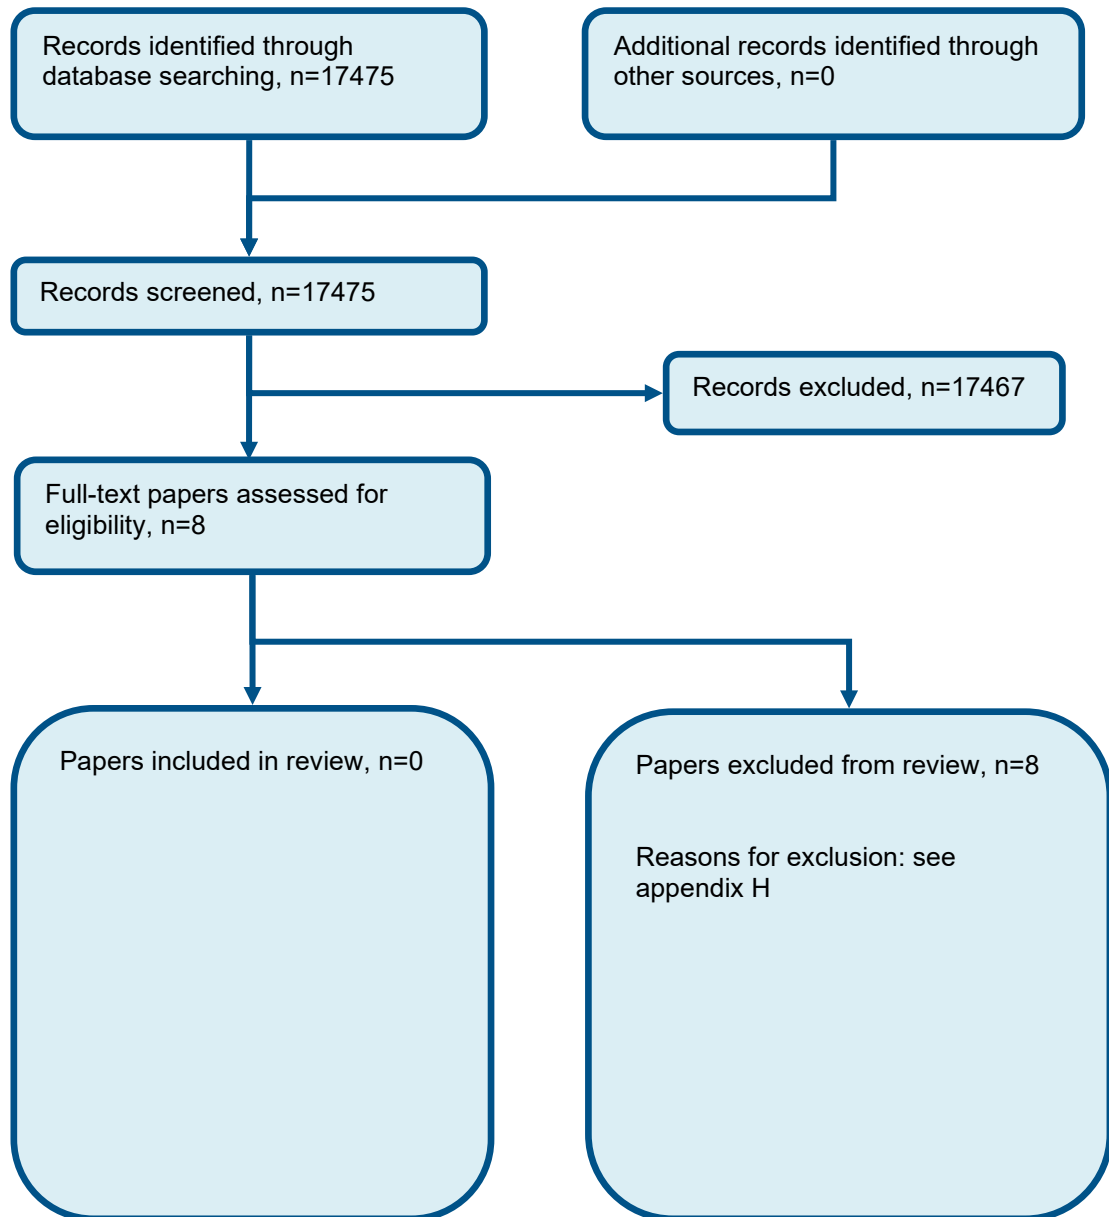 Records identified through
database searching, n=17475
Additional records identified through
other sources, n=0
Records screened, n=17475
Records excluded, n=17467
Full-text papers assessed for
eligibility, n=8
Papers included in review, n=0
Papers excluded from review, n=8
Reasons for exclusion: see
appendix H